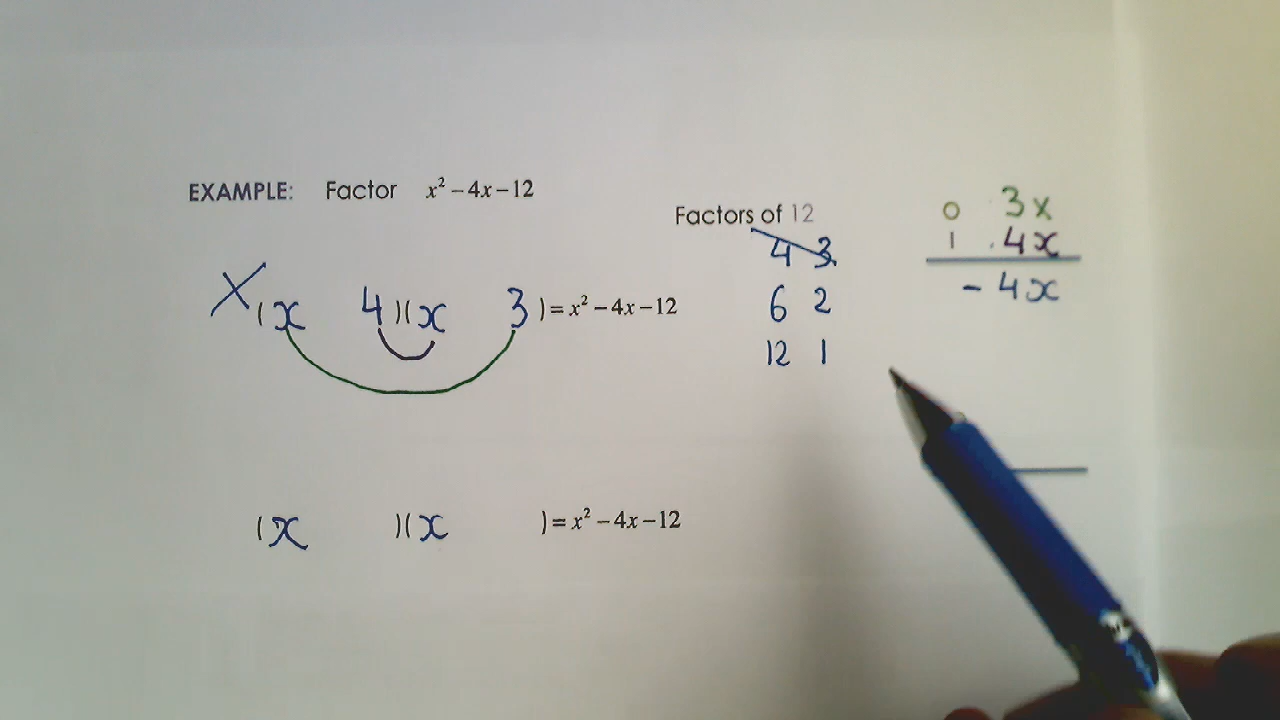 EXAMPLE: Factor x² – 4x – 12
Factors of 12
4 3
6 2
12 1
O 3x
1 .4x
- 4x
X (x 4)(x 3) = x² – 4x – 12
(x )(x ) = x² – 4x – 12